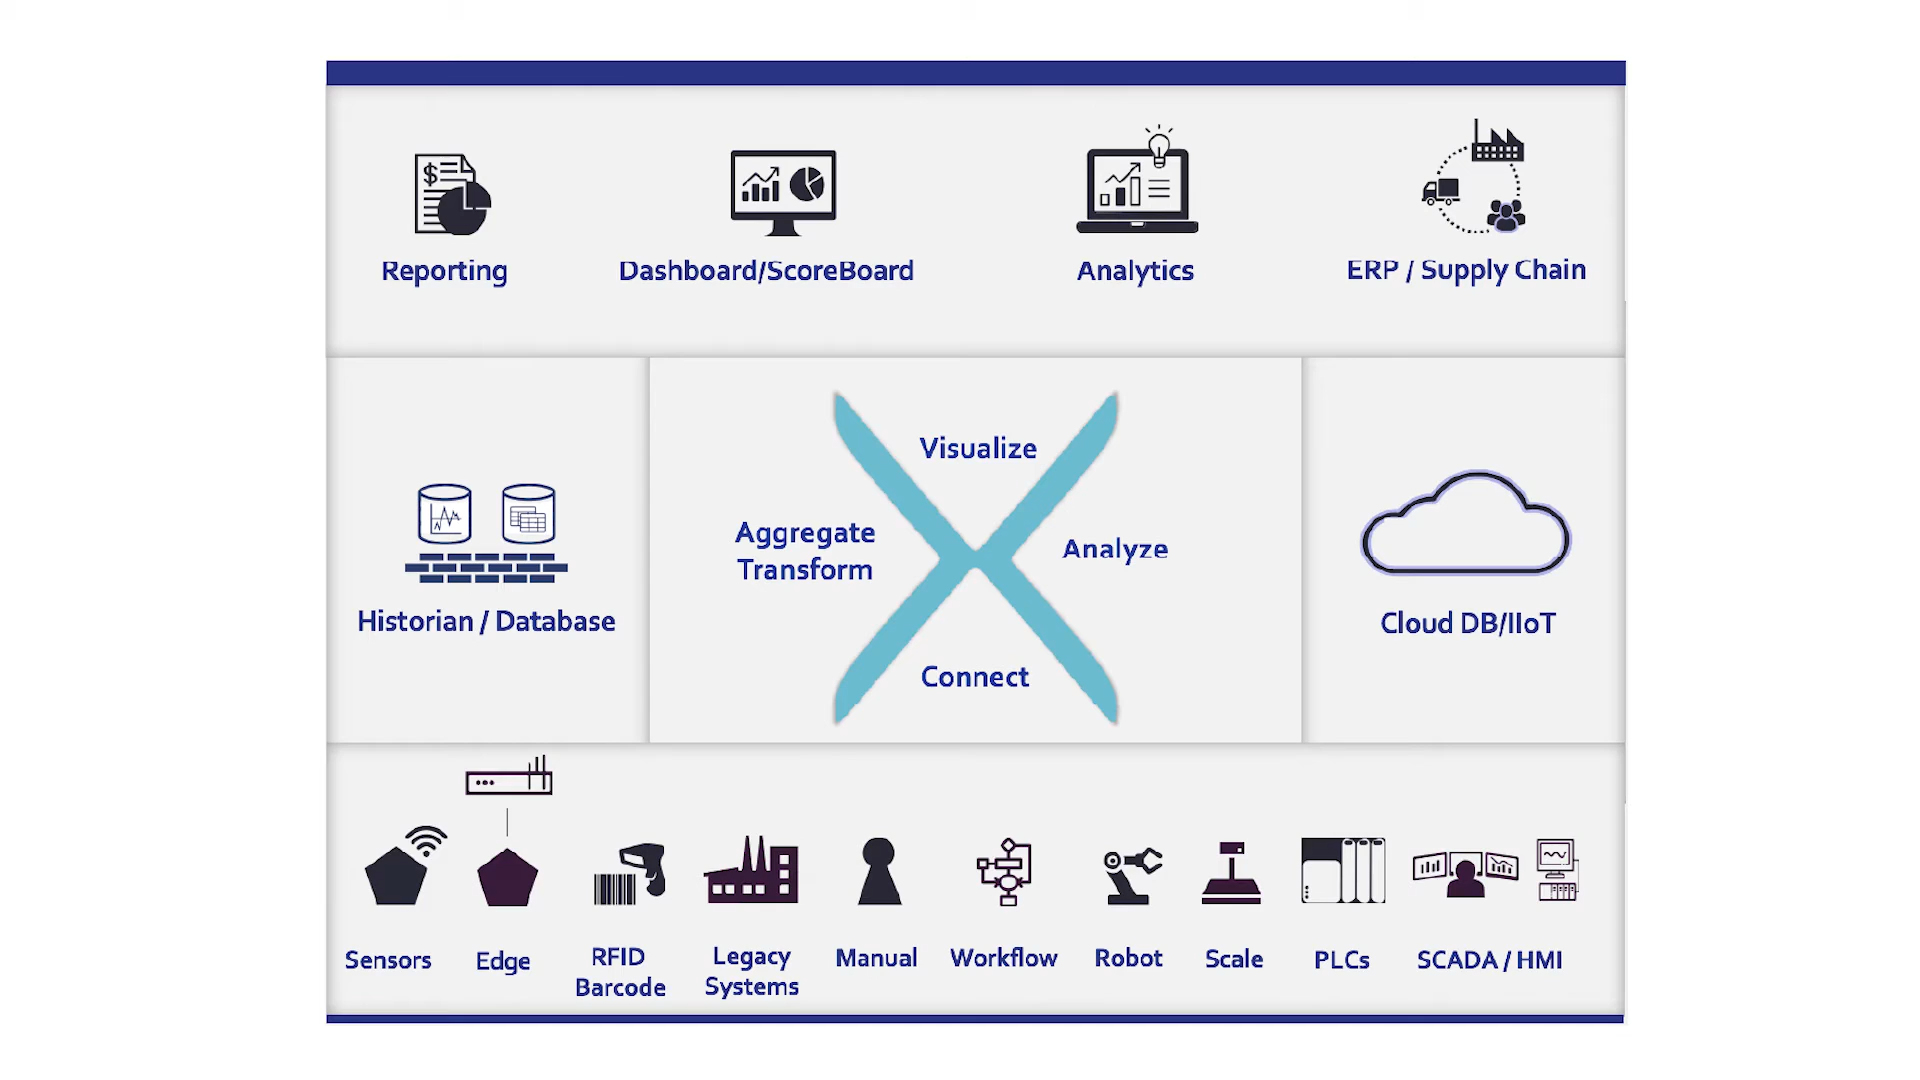 Reporting
Dashboard/ScoreBoard
Analytics
ERP / Supply Chain
Historian / Database
Visualize
Aggregate
Transform
Analyze
Connect
Cloud DB/IIoT
Sensors
Edge
RFID
Barcode
Legacy
Systems
Manual
Workflow
Robot
Scale
PLCs
SCADA / HMI